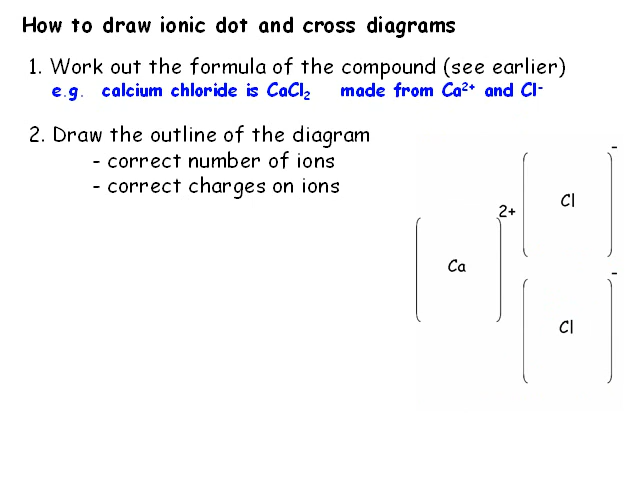 How to draw ionic dot and cross diagrams
1. Work out the formula of the compound (see earlier)
e.g. calcium chloride is CaCl₂ made from Ca²⁺ and Cl⁻
2. Draw the outline of the diagram
- correct number of ions
- correct charges on ions
-
Cl
2+
Ca
-
Cl